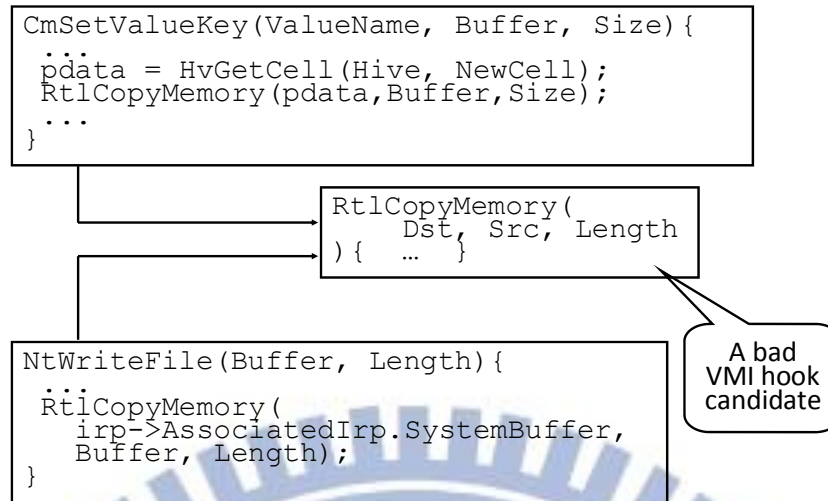 CmSetValueKey(ValueName, Buffer, Size){
...
pdata = HvGetCell(Hive, NewCell);
RtlCopyMemory(pdata,Buffer,Size);
...
}
RtlCopyMemory(
Dst, Src, Length
){ … }
A bad
VMI hook
candidate
NtWriteFile(Buffer, Length){
...
RtlCopyMemory(
irp->AssociatedIrp.SystemBuffer,
Buffer, Length);
}